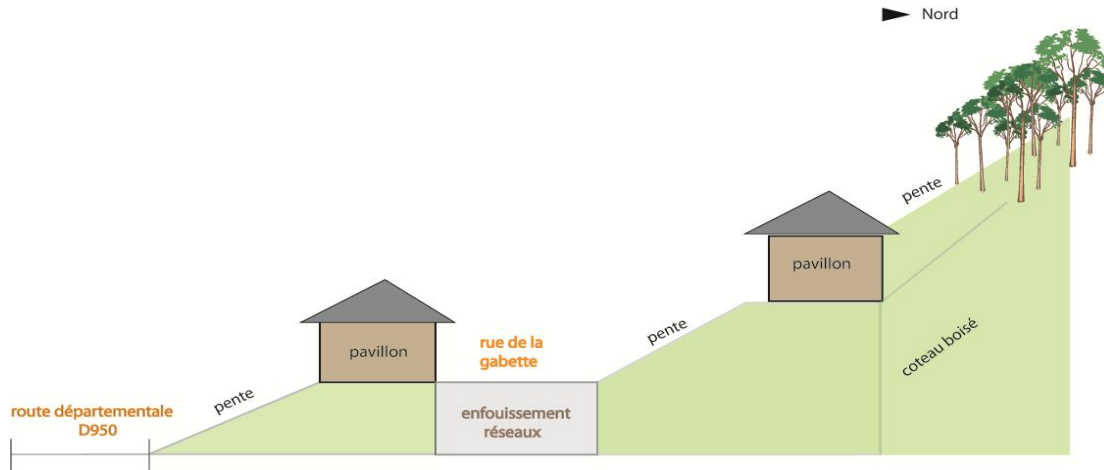 Nord
pente
pavillon
coteau boisé
pente
rue de la
gabette
pavillon
enfouissement
réseaux
pente
route départementale
D950